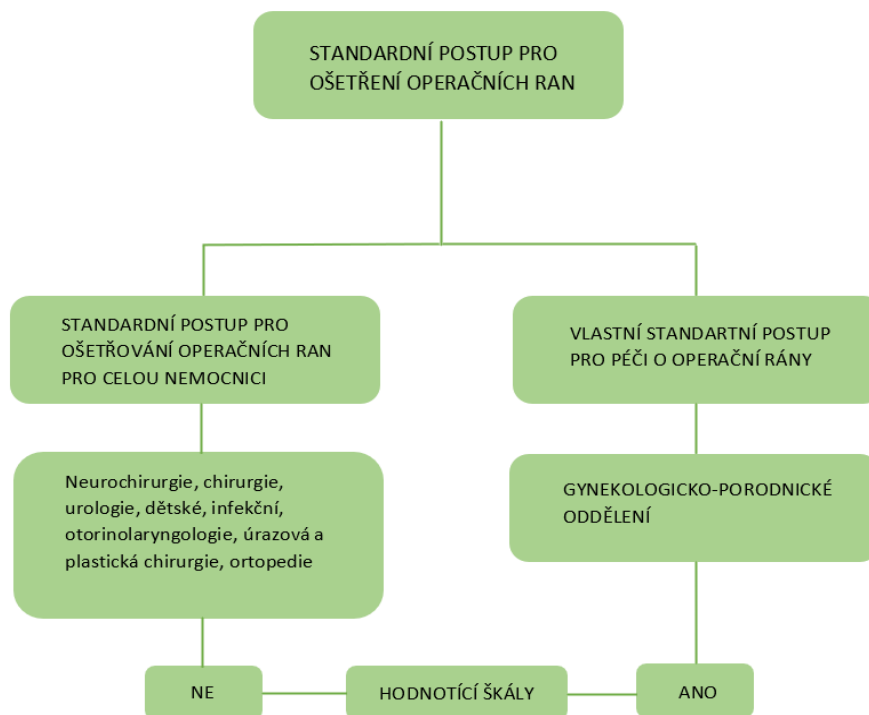 STANDARDNÍ POSTUP PRO
OŠETŘENÍ OPERAČNÍCH RAN
STANDARDNÍ POSTUP PRO
OŠETŘOVÁNÍ OPERAČNÍCH RAN
PRO CELOU NEMOCNICI
VLASTNÍ STANDARTNÍ POSTUP
PRO PÉČI O OPERAČNÍ RÁNY
Neurochirurgie, chirurgie,
urologie, dětské, infekční,
otorinolaryngologie, úrazová a
plastická chirurgie, ortopedie
GYNEKOLOGICKO-PORODNICKÉ
ODDĚLENÍ
NE
HODNOTÍCÍ ŠKÁLY
ANO